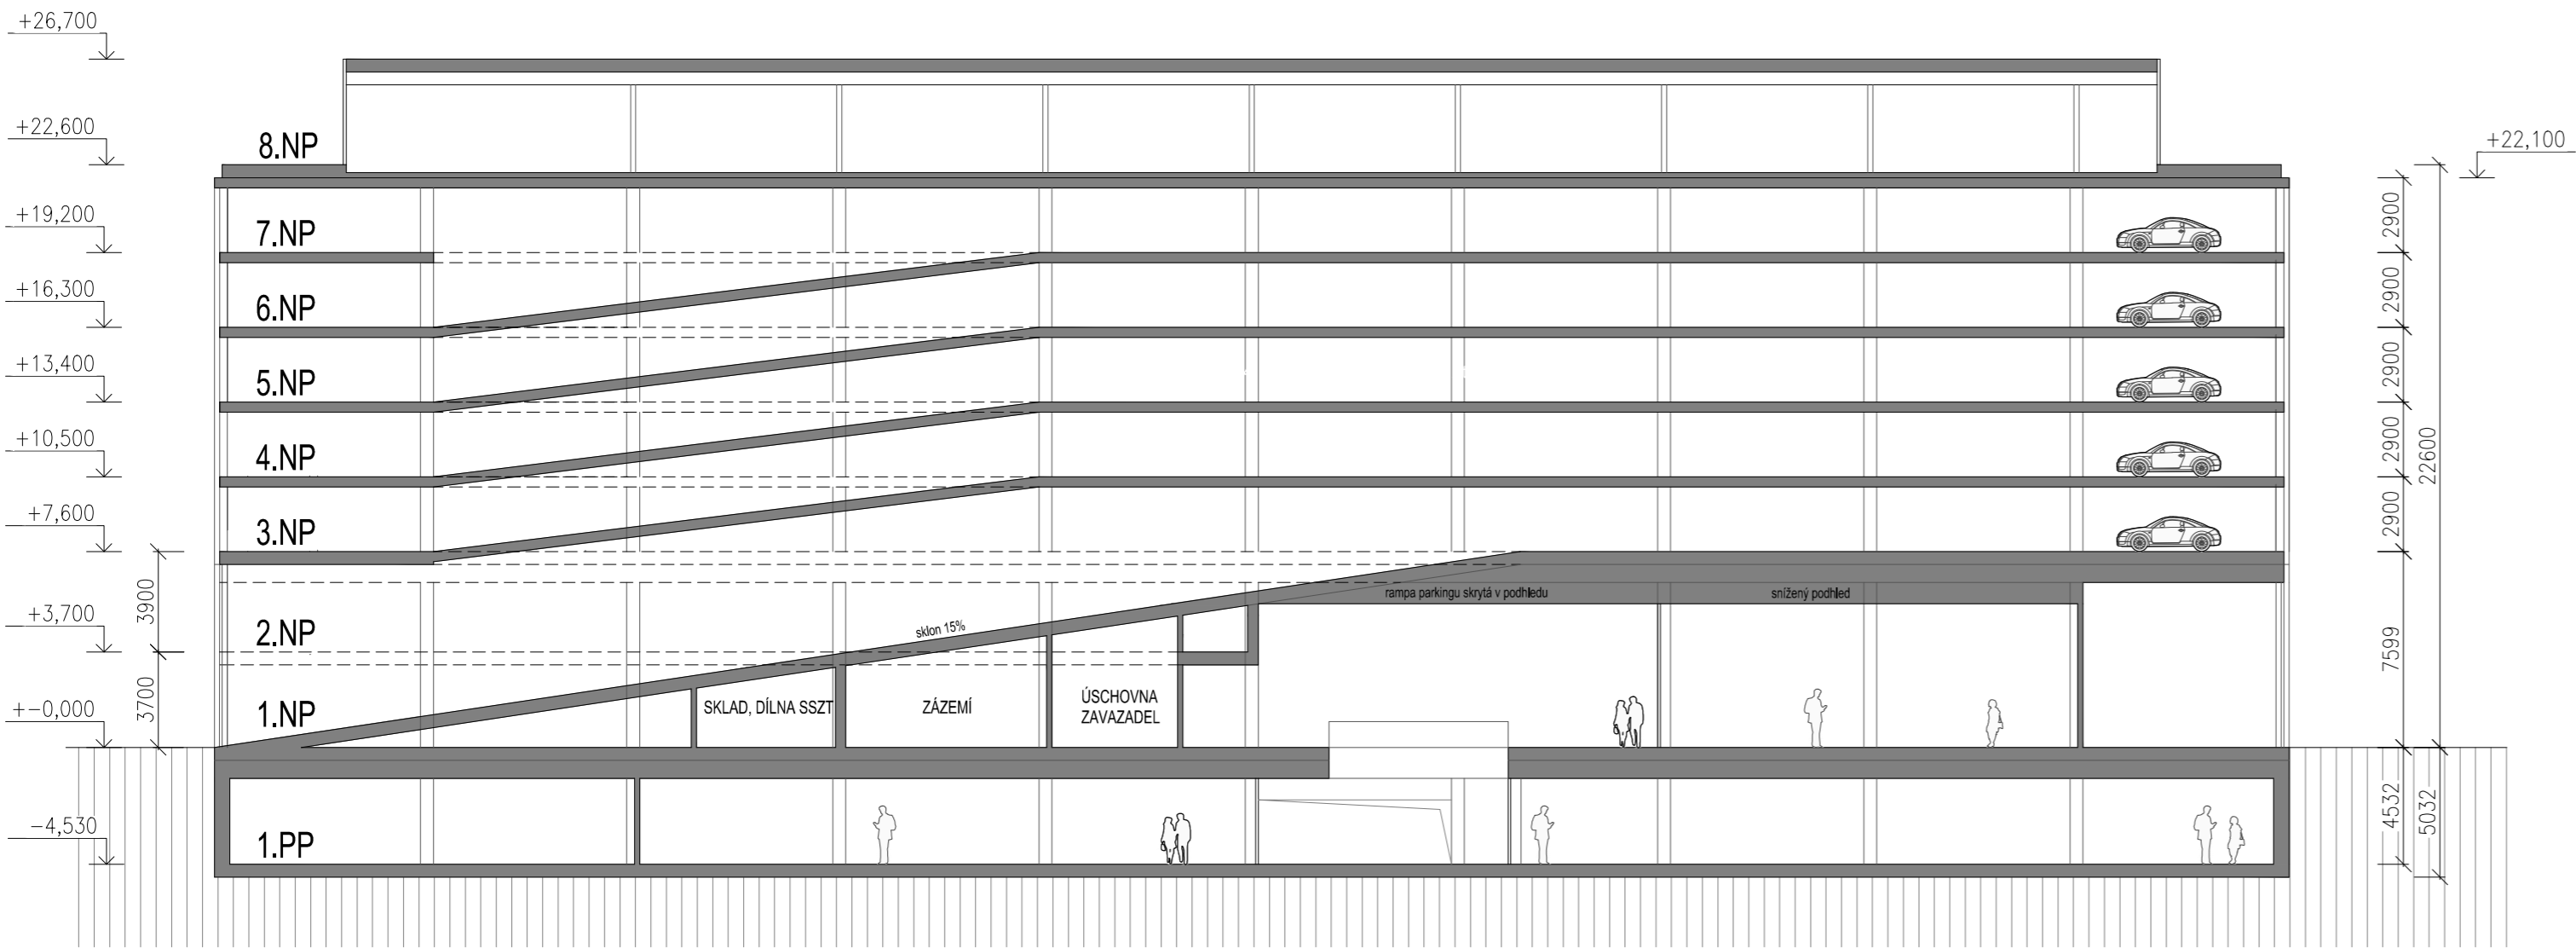 +26,700
+22,600
8.NP
+22,100
+19,200
7.NP
2900
+16,300
6.NP
2900
+13,400
5.NP
2900
+10,500
4.NP
2900
22600
+7,600
3.NP
2900
rampa parkingu skrytá v podhledu
snížený podhled
3900
+3,700
2.NP
sklon 15%
7599
3700
+-0,000
1.NP
SKLAD, DÍLNA SSZT
ZÁZEMÍ
ÚSCHOVNA
ZAVAZADEL
-4,530
1.PP
4532
5032